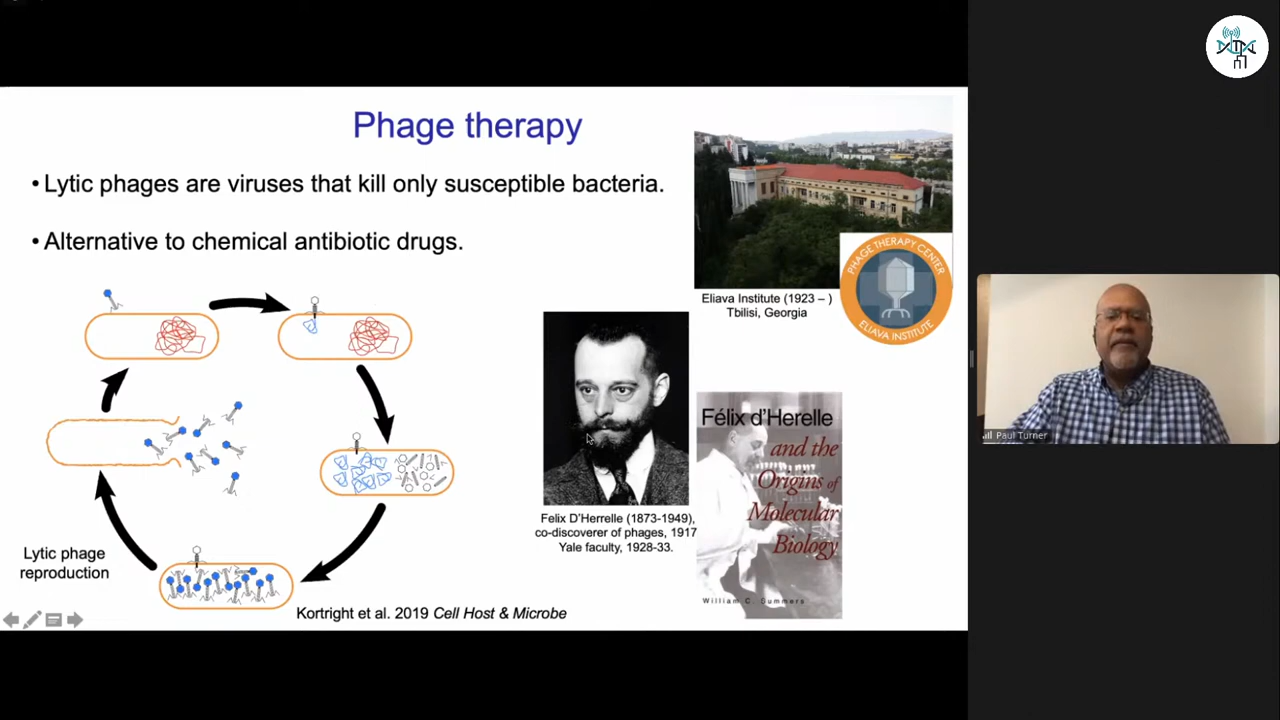 Phage therapy
• Lytic phages are viruses that kill only susceptible bacteria.
• Alternative to chemical antibiotic drugs.
Lytic phage
reproduction
Kortright et al. 2019 Cell Host & Microbe
Felix D'Herrelle (1873-1949),
co-discoverer of phages, 1917
Yale faculty, 1928-33.
Eliava Institute (1923 – )
Tbilisi, Georgia
PHAGE THERAPY CENTER
ELIAVA INSTITUTE
Félix d'Herelle
and the
Origins of
Molecular
Biology
William C. Summers
Paul Turner